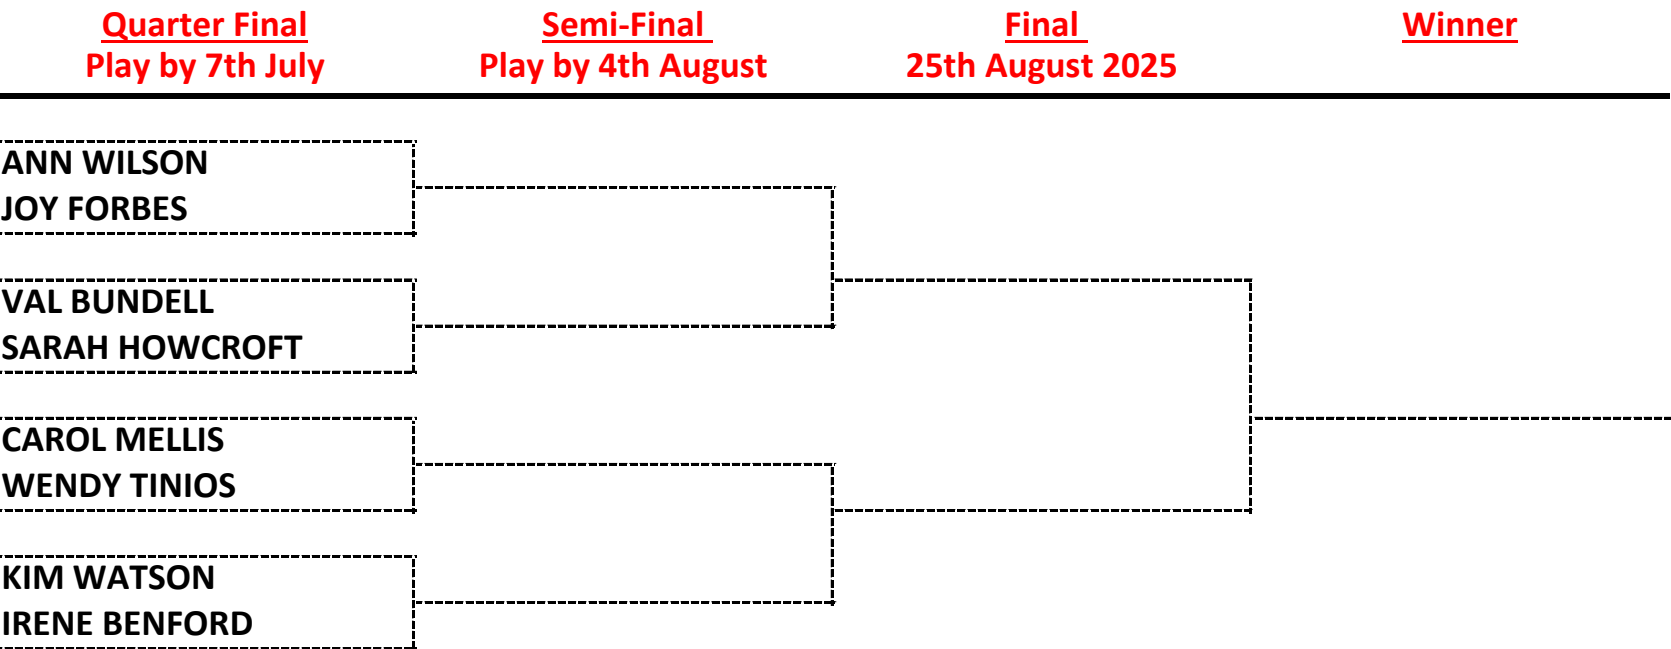 Quarter Final
Play by 7th July
Semi-Final
Play by 4th August
Final
25th August 2025
Winner
ANN WILSON
JOY FORBES
VAL BUNDELL
SARAH HOWCROFT
CAROL MELLIS
WENDY TINIOS
KIM WATSON
IRENE BENFORD